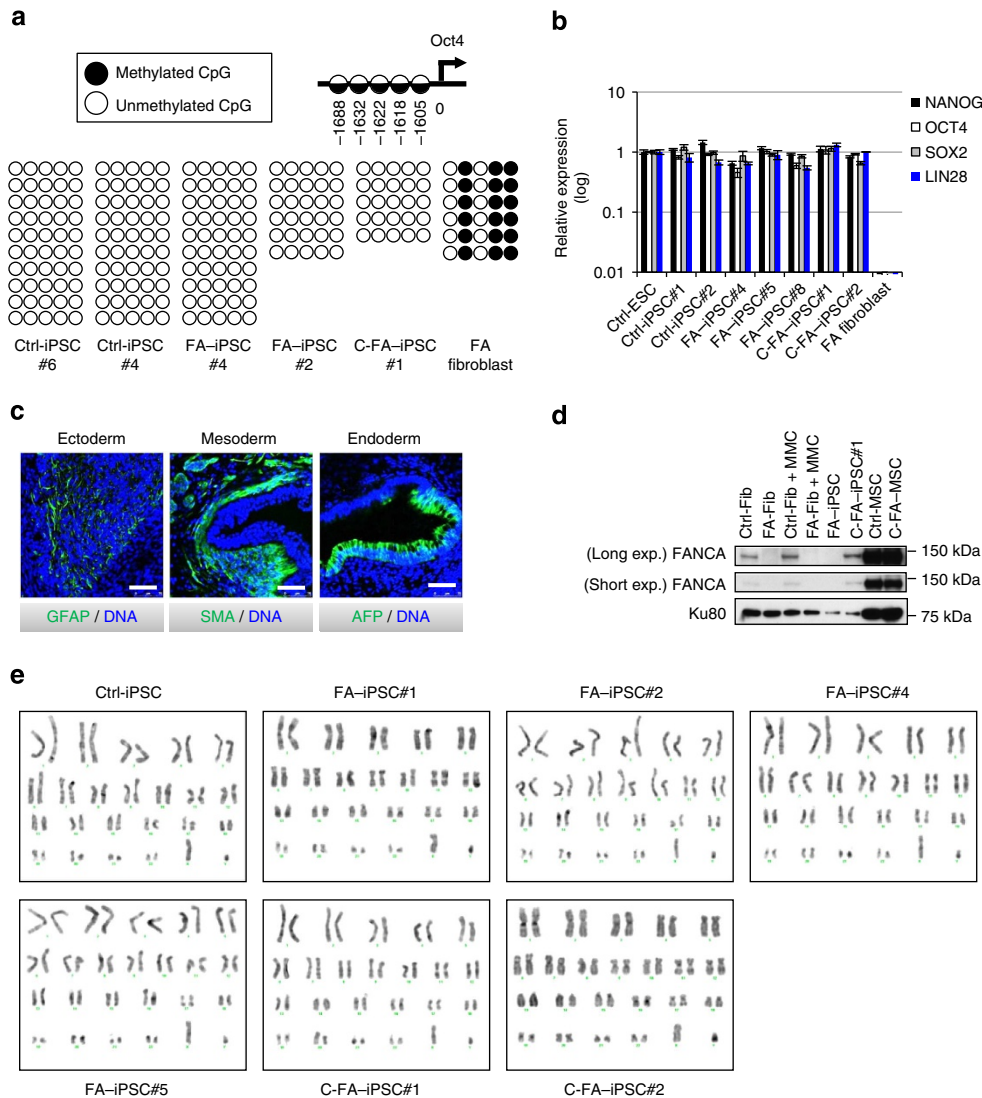 a
Methylated CpG
Unmethylated CpG
Oct4
–1688
–1632
–1622
–1618
–1605
0
Ctrl-iPSC
#6
Ctrl-iPSC
#4
FA–iPSC
#4
FA–iPSC
#2
C-FA–iPSC
#1
FA
fibroblast
b
Relative expression
(log)
10
1
0.1
0.01
NANOG
OCT4
SOX2
LIN28
Ctrl-ESC
Ctrl-iPSC#1
Ctrl-iPSC#2
FA–iPSC#4
FA–iPSC#5
FA–iPSC#8
C-FA–iPSC#1
C-FA–iPSC#2
FA fibroblast
c
Ectoderm
Mesoderm
Endoderm
GFAP / DNA
SMA / DNA
AFP / DNA
d
Ctrl-Fib
FA-Fib
Ctrl-Fib + MMC
FA-Fib + MMC
FA–iPSC
C-FA–iPSC#1
Ctrl-MSC
C-FA–MSC
(Long exp.) FANCA
150 kDa
(Short exp.) FANCA
150 kDa
Ku80
75 kDa
e
Ctrl-iPSC
FA–iPSC#1
FA–iPSC#2
FA–iPSC#4
FA–iPSC#5
C-FA–iPSC#1
C-FA–iPSC#2